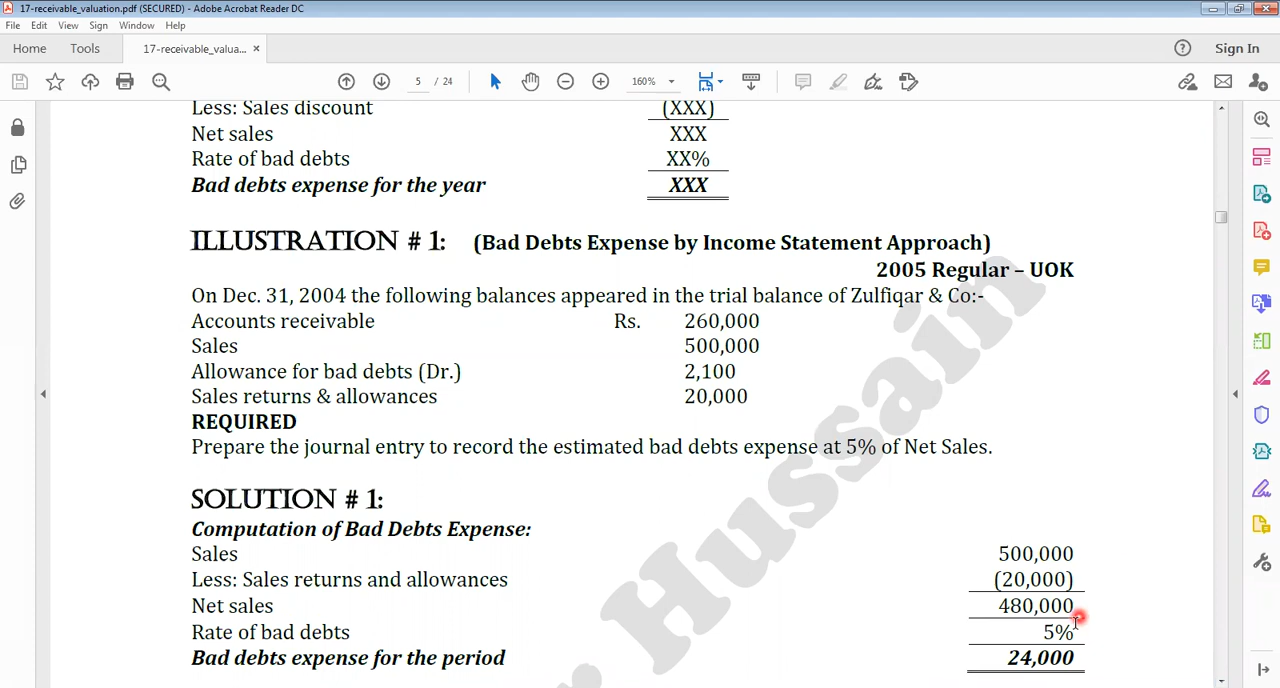 17-receivable_valuation.pdf (SECURED) - Adobe Acrobat Reader DC
File Edit View Sign Window Help
Home Tools 17-receivable_valua... × Sign In
5 / 24 160%
Less: Sales discount (XXX)
Net sales XXX
Rate of bad debts XX%
Bad debts expense for the year XXX
ILLUSTRATION # 1: (Bad Debts Expense by Income Statement Approach)
2005 Regular – UOK
On Dec. 31, 2004 the following balances appeared in the trial balance of Zulfiqar & Co:-
Accounts receivable Rs. 260,000
Sales 500,000
Allowance for bad debts (Dr.) 2,100
Sales returns & allowances 20,000
REQUIRED
Prepare the journal entry to record the estimated bad debts expense at 5% of Net Sales.
SOLUTION # 1:
Computation of Bad Debts Expense:
Sales 500,000
Less: Sales returns and allowances (20,000)
Net sales 480,000
Rate of bad debts 5%
Bad debts expense for the period 24,000
Hussain